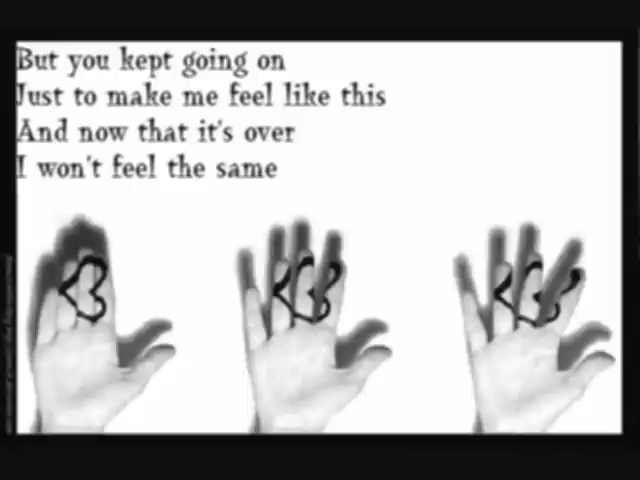 But you kept going on
Just to make me feel like this
And now that it's over
I won't feel the same